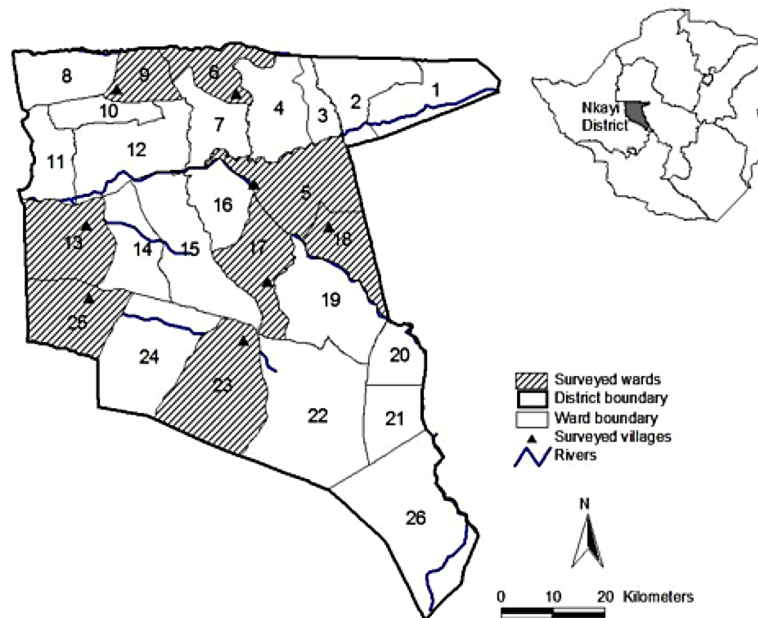 8
9
6
10
7
4
3
2
1
11
12
5
16
13
14
15
17
18
25
19
24
23
20
22
21
26
Nkayi
District
Surveyed wards
District boundary
Ward boundary
Surveyed villages
Rivers
N
0 10 20 Kilometers